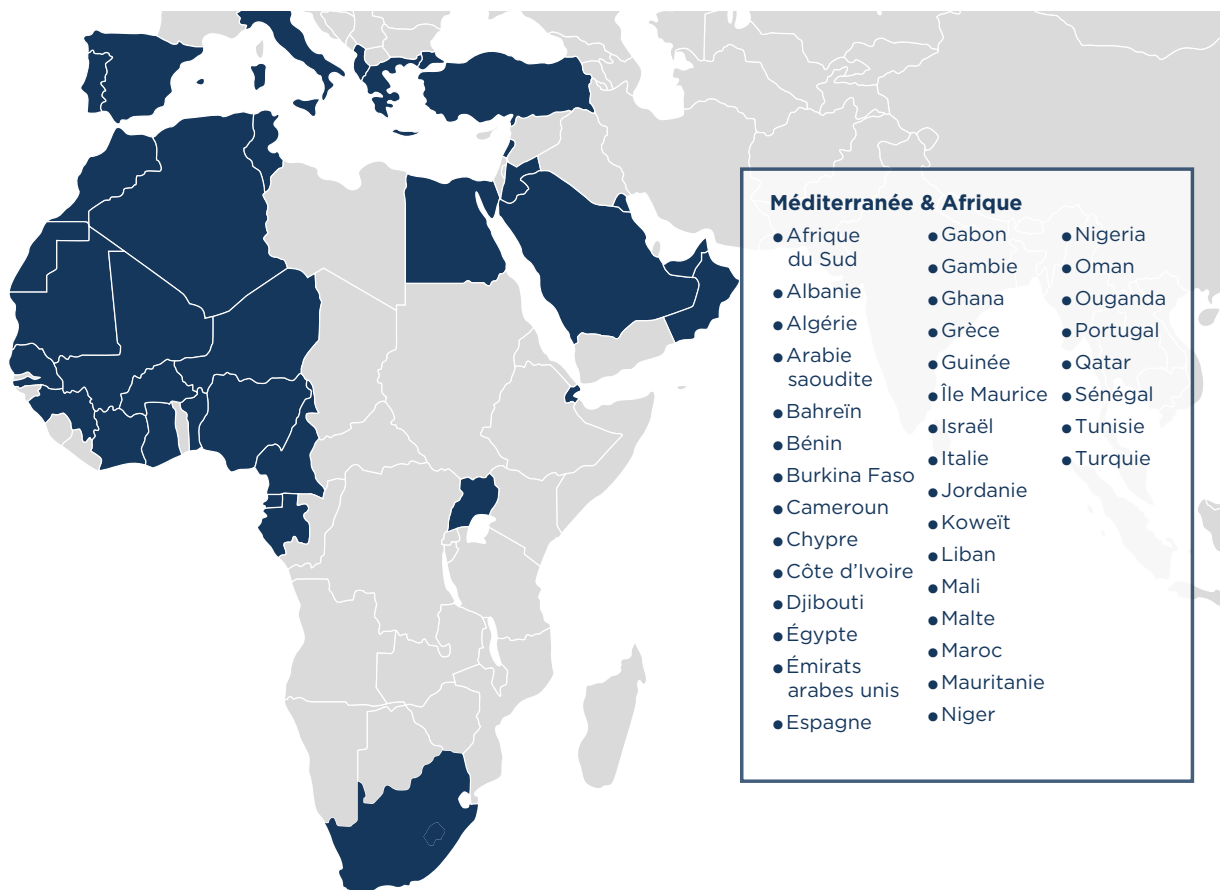 Méditerranée & Afrique
• Afrique
du Sud
• Albanie
• Algérie
• Arabie
saoudite
• Bahreïn
• Bénin
• Burkina Faso
• Cameroun
• Chypre
• Côte d'Ivoire
• Djibouti
• Égypte
• Émirats
arabes unis
• Espagne
• Gabon
• Gambie
• Ghana
• Grèce
• Guinée
• Île Maurice
• Israël
• Italie
• Jordanie
• Koweït
• Liban
• Mali
• Malte
• Maroc
• Mauritanie
• Niger
• Nigeria
• Oman
• Ouganda
• Portugal
• Qatar
• Sénégal
• Tunisie
• Turquie